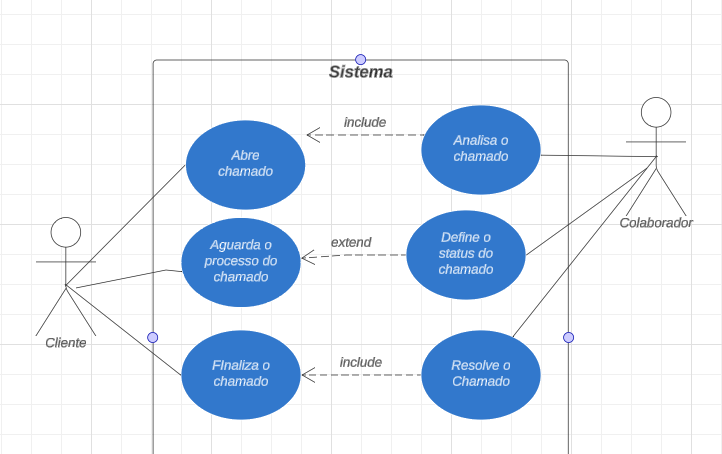 Sistema
include
Abre
chamado
Analisa o
chamado
Colaborador
extend
Aguarda o
processo do
chamado
Define o
status do
chamado
Cliente
include
FInaliza o
chamado
Resolve o
Chamado